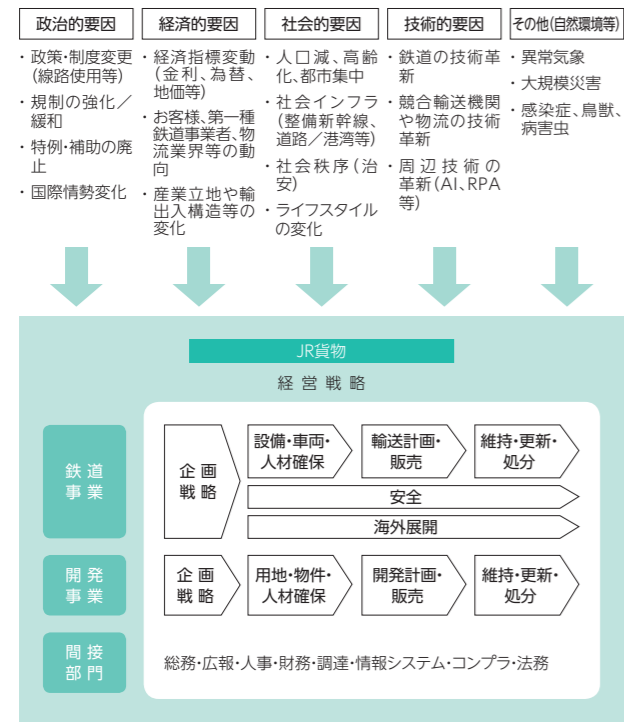 政治的要因
・政策・制度変更
(線路使用等)
・規制の強化／
緩和
・特例・補助の廃
止
・国際情勢変化
経済的要因
・経済指標変動
(金利、為替、
地価等)
・お客様、第一種
鉄道事業者、物
流業界等の動
向
・産業立地や輸
出入構造等の
変化
社会的要因
・人口減、高齢
化、都市集中
・社会インフラ
(整備新幹線、
道路／港湾等)
・社会秩序(治
安)
・ライフスタイル
の変化
技術的要因
・鉄道の技術革
新
・競合輸送機関
や物流の技術
革新
・周辺技術の
革新(AI、RPA
等)
その他(自然環境等)
・異常気象
・大規模災害
・感染症、鳥獣、
病害虫
JR貨物
経営戦略
鉄道
事業
企画
戦略
設備・車両・
人材確保
輸送計画・
販売
維持・更新・
処分
安全
海外展開
開発
事業
企画
戦略
用地・物件・
人材確保
開発計画・
販売
維持・更新・
処分
間接
部門
総務・広報・人事・財務・調達・情報システム・コンプラ・法務